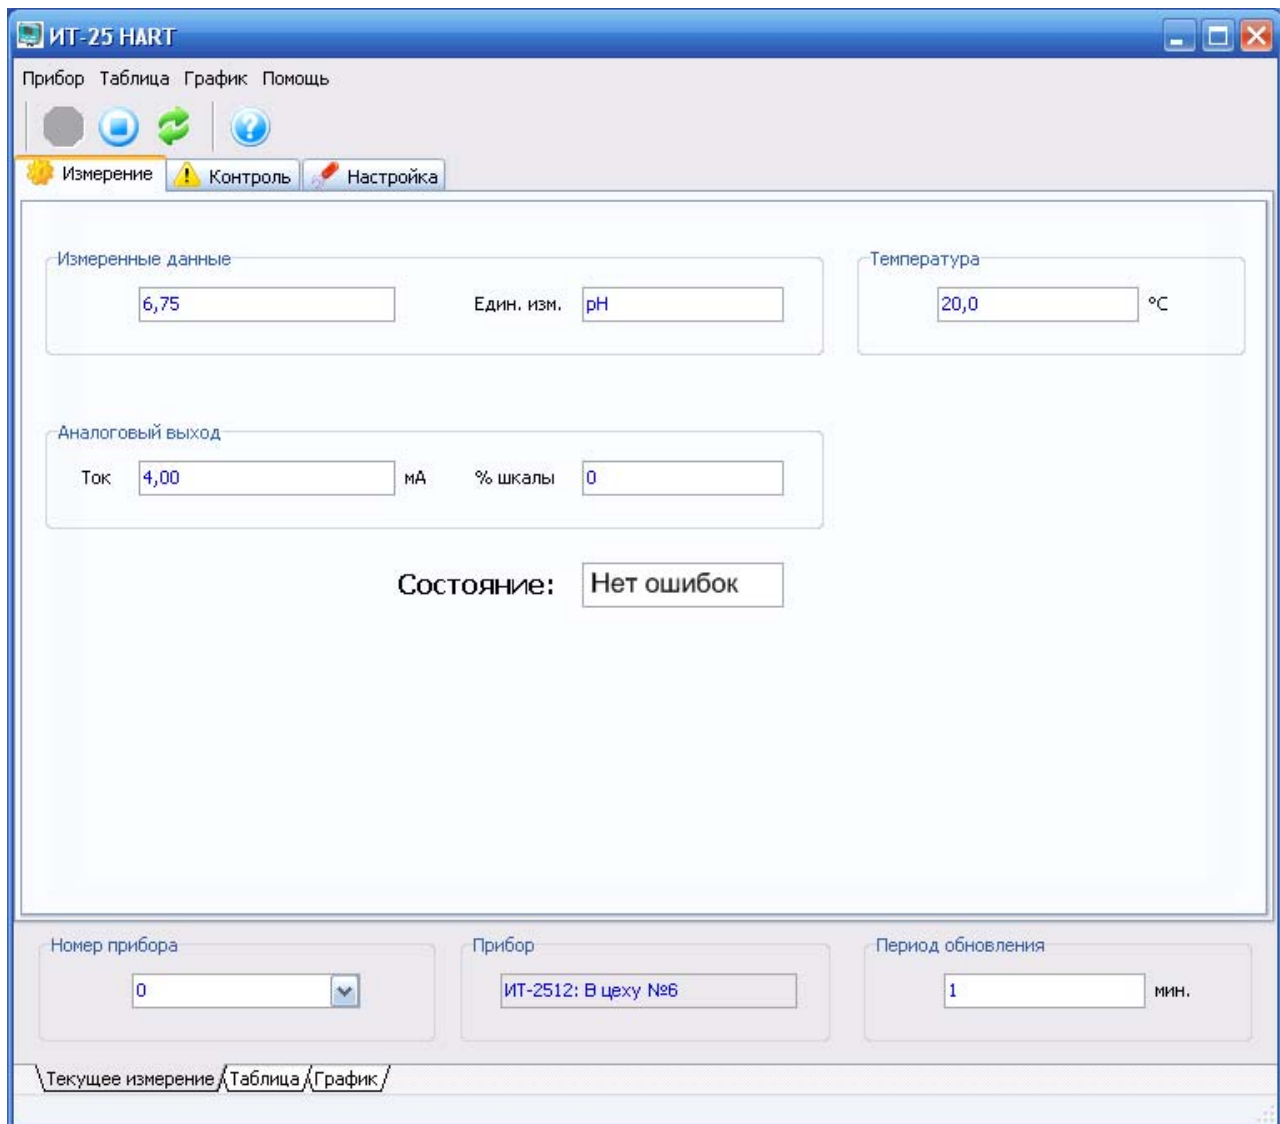 ИТ-25 HART
Прибор Таблица График Помощь
Измерение Контроль Настройка
Измеренные данные Температура
6,75 Един. изм. pH 20,0 °C
Аналоговый выход
Ток 4,00 мА % шкалы 0
Состояние: Нет ошибок
Номер прибора Прибор Период обновления
0 ИТ-2512: В цеху №6 1 мин.
Текущее измерение Таблица График